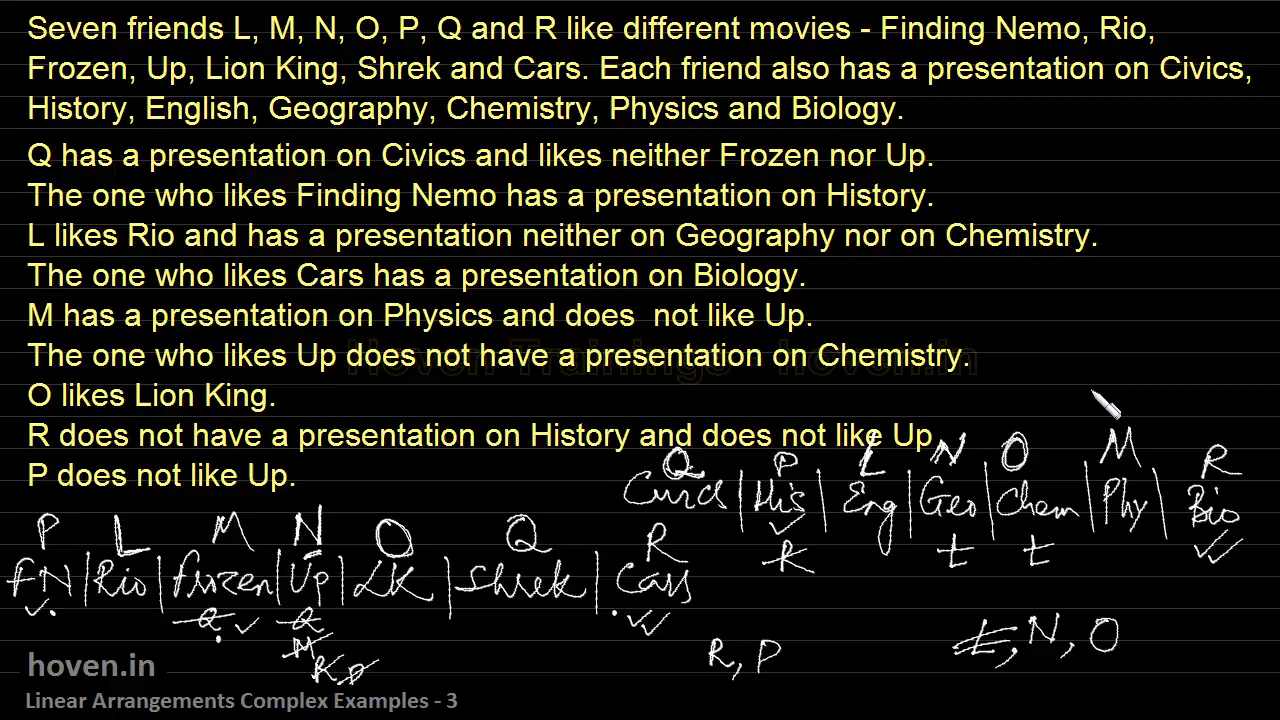 Seven friends L, M, N, O, P, Q and R like different movies - Finding Nemo, Rio,
Frozen, Up, Lion King, Shrek and Cars. Each friend also has a presentation on Civics,
History, English, Geography, Chemistry, Physics and Biology.
Q has a presentation on Civics and likes neither Frozen nor Up.
The one who likes Finding Nemo has a presentation on History.
L likes Rio and has a presentation neither on Geography nor on Chemistry.
The one who likes Cars has a presentation on Biology.
M has a presentation on Physics and does not like Up.
Hoven Trainings - hoven.in
The one who likes Up does not have a presentation on Chemistry.
O likes Lion King.
R does not have a presentation on History and does not like Up
P does not like Up.
Q P L N O M R
His | Eng | Geo | Chem | Phy | Bio
R
P L M N O Q R
FN | Rio | frozen | Up | LK | Shrek | Cars
Q Q
M
R P
R, P
L, N, O
hoven.in
Linear Arrangements Complex Examples - 3